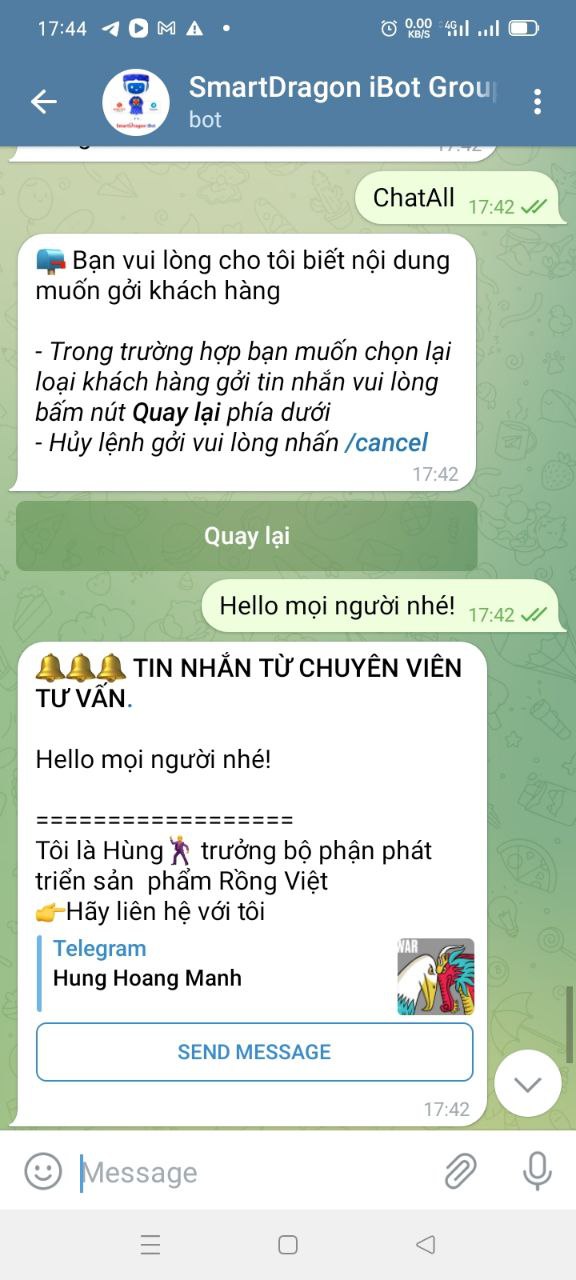 17:44
0.00
KB/S
4G
SmartDragon iBot Grou
bot
17:42
ChatAll 17:42
Bạn vui lòng cho tôi biết nội dung
muốn gởi khách hàng
- Trong trường hợp bạn muốn chọn lại
loại khách hàng gởi tin nhắn vui lòng
bấm nút Quay lại phía dưới
- Hủy lệnh gởi vui lòng nhấn /cancel
17:42
Quay lại
Hello mọi người nhé! 17:42
🔔🔔🔔 TIN NHẮN TỪ CHUYÊN VIÊN
TƯ VẤN.
Hello mọi người nhé!
==================
Tôi là Hùng🕺 trưởng bộ phận phát
triển sản phẩm Rồng Việt
👉Hãy liên hệ với tôi
Telegram
Hung Hoang Manh
WAR
SEND MESSAGE
17:42
Message